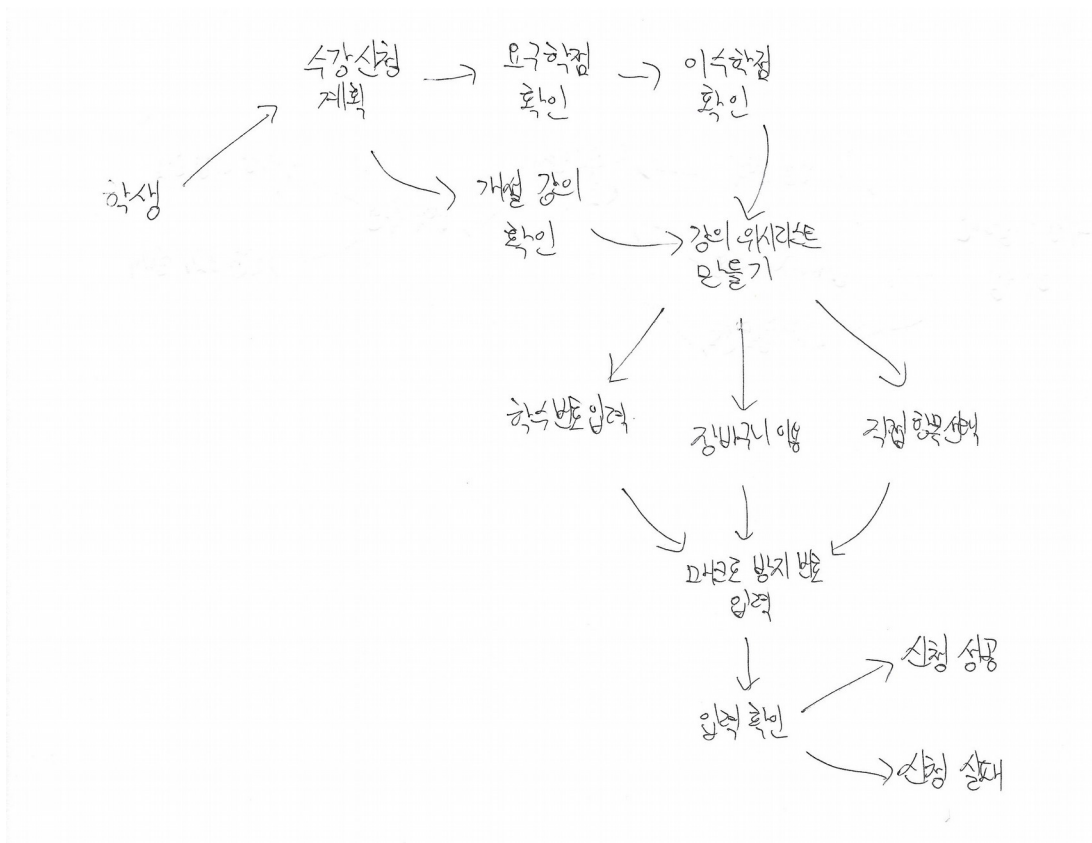 수강신청
계획
요구학점
확인
이수학점
확인
학생
개설 강의
확인
강의 위시리스트
만들기
학수번호 입력
장바구니 이용
직접 항목 선택
매크로 방지 번호
입력
입력 확인
신청 성공
신청 실패